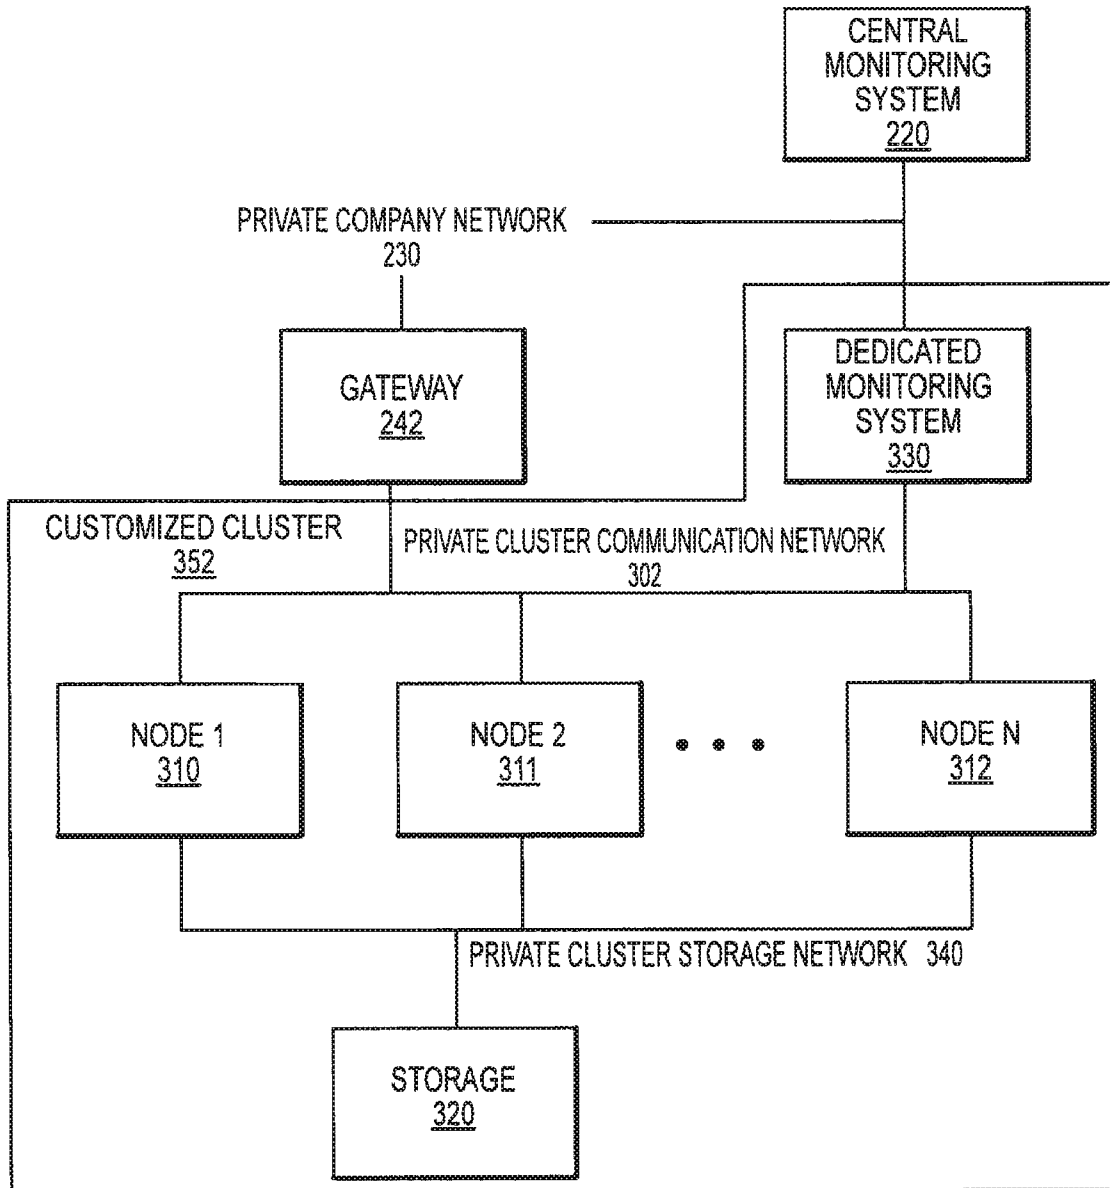 CENTRAL
MONITORING
SYSTEM
220
PRIVATE COMPANY NETWORK
230
GATEWAY
242
DEDICATED
MONITORING
SYSTEM
330
CUSTOMIZED CLUSTER
352
PRIVATE CLUSTER COMMUNICATION NETWORK
302
NODE 1
310
NODE 2
311
• • •
NODE N
312
PRIVATE CLUSTER STORAGE NETWORK 340
STORAGE
320